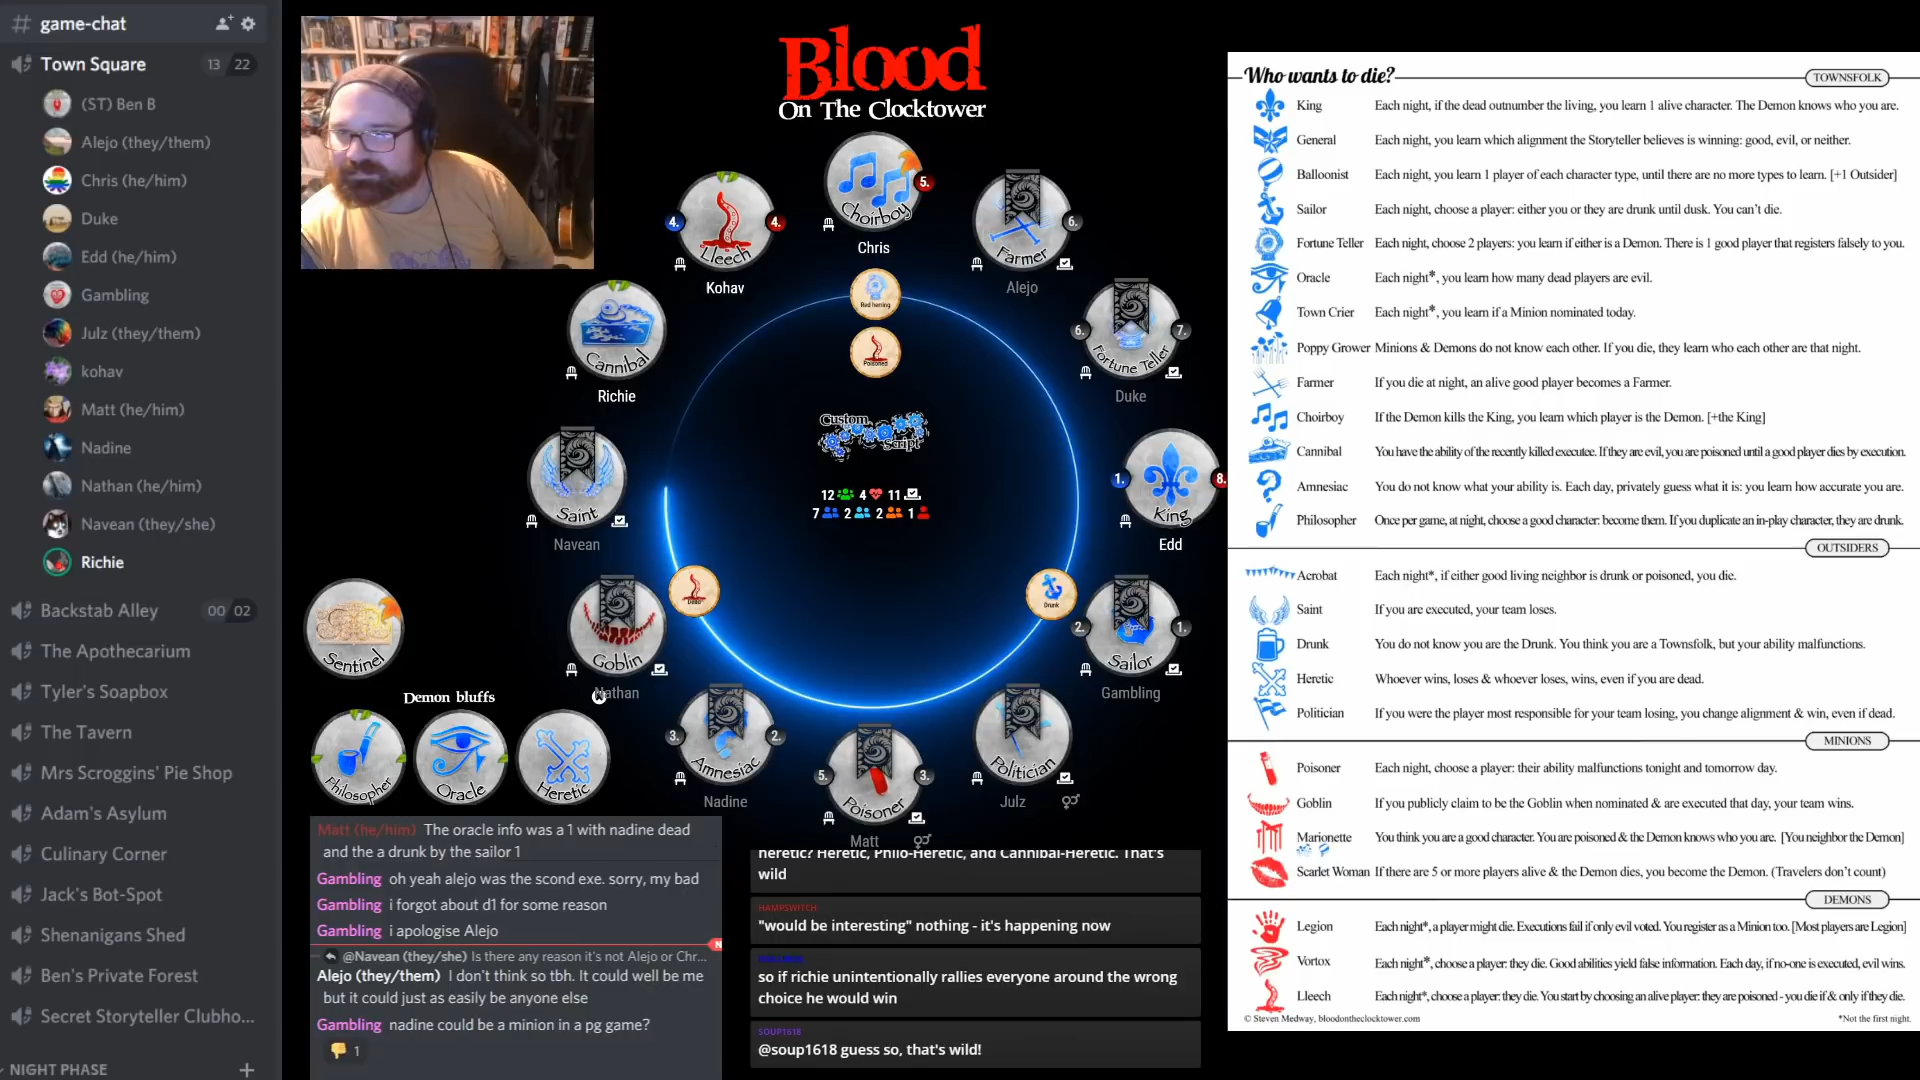 game-chat
Town Square 13 22
(ST) Ben B
Alejo (they/them)
Chris (he/him)
Duke
Edd (he/him)
Gambling
Julz (they/them)
kohav
Matt (he/him)
Nadine
Nathan (he/him)
Navean (they/she)
Richie
Backstab Alley 00 02
The Apothecarium
Tyler's Soapbox
The Tavern
Mrs Scroggins' Pie Shop
Adam's Asylum
Culinary Corner
Jack's Bot-Spot
Shenanigans Shed
Ben's Private Forest
Secret Storyteller Clubho...
NIGHT PHASE
Blood
On The Clocktower
Choirboy
5.
Chris
4.
Lleech
4.
Kohav
Farmer
6.
Alejo
Cannibal
Richie
6.
Fortune Teller
7.
Duke
Red herring
Poisoned
Custom
Script
Saint
Navean
12 4 11
7 2 2 1
1.
King
8.
Edd
Sentinel
Goblin
Nathan
Dead
Drunk
2.
Sailor
1.
Gambling
3.
Amnesiac
2.
Nadine
5.
Poisoner
3.
Matt
Politician
Julz
Demon bluffs
Philosopher
Oracle
Heretic
Matt (he/him) The oracle info was a 1 with nadine dead
and the a drunk by the sailor 1
Gambling oh yeah alejo was the scond exe. sorry, my bad
Gambling i forgot about d1 for some reason
Gambling i apologise Alejo
@Navean (they/she) Is there any reason it's not Alejo or Chr...
Alejo (they/them) I don't think so tbh. It could well be me
but it could just as easily be anyone else
Gambling nadine could be a minion in a pg game?
1
heretic? Heretic, Philo-Heretic, and Cannibal-Heretic. That's
wild
HAMPSWITCH
"would be interesting" nothing - it's happening now
so if richie unintentionally rallies everyone around the wrong
choice he would win
SOUP1618
@soup1618 guess so, that's wild!
Who wants to die?
TOWNSFOLK
King Each night, if the dead outnumber the living, you learn 1 alive character. The Demon knows who you are.
General Each night, you learn which alignment the Storyteller believes is winning: good, evil, or neither.
Balloonist Each night, you learn 1 player of each character type, until there are no more types to learn. [+1 Outsider]
Sailor Each night, choose a player: either you or they are drunk until dusk. You can't die.
Fortune Teller Each night, choose 2 players: you learn if either is a Demon. There is 1 good player that registers falsely to you.
Oracle Each night*, you learn how many dead players are evil.
Town Crier Each night*, you learn if a Minion nominated today.
Poppy Grower Minions & Demons do not know each other. If you die, they learn who each other are that night.
Farmer If you die at night, an alive good player becomes a Farmer.
Choirboy If the Demon kills the King, you learn which player is the Demon. [+the King]
Cannibal You have the ability of the recently killed executee. If they are evil, you are poisoned until a good player dies by execution.
Amnesiac You do not know what your ability is. Each day, privately guess what it is: you learn how accurate you are.
Philosopher Once per game, at night, choose a good character: become them. If you duplicate an in-play character, they are drunk.
OUTSIDERS
Acrobat Each night*, if either good living neighbor is drunk or poisoned, you die.
Saint If you are executed, your team loses.
Drunk You do not know you are the Drunk. You think you are a Townsfolk, but your ability malfunctions.
Heretic Whoever wins, loses & whoever loses, wins, even if you are dead.
Politician If you were the player most responsible for your team losing, you change alignment & win, even if dead.
MINIONS
Poisoner Each night, choose a player: their ability malfunctions tonight and tomorrow day.
Goblin If you publicly claim to be the Goblin when nominated & are executed that day, your team wins.
Marionette You think you are a good character. You are poisoned & the Demon knows who you are. [You neighbor the Demon]
Scarlet Woman If there are 5 or more players alive & the Demon dies, you become the Demon. (Travelers don't count)
DEMONS
Legion Each night*, a player might die. Executions fail if only evil voted. You register as a Minion too. [Most players are Legion]
Vortox Each night*, choose a player: they die. Good abilities yield false information. Each day, if no-one is executed, evil wins.
Lleech Each night*, choose a player: they die. You start by choosing an alive player: they are poisoned - you die if & only if they die.
© Steven Medway, bloodontheclocktower.com
*Not the first night.